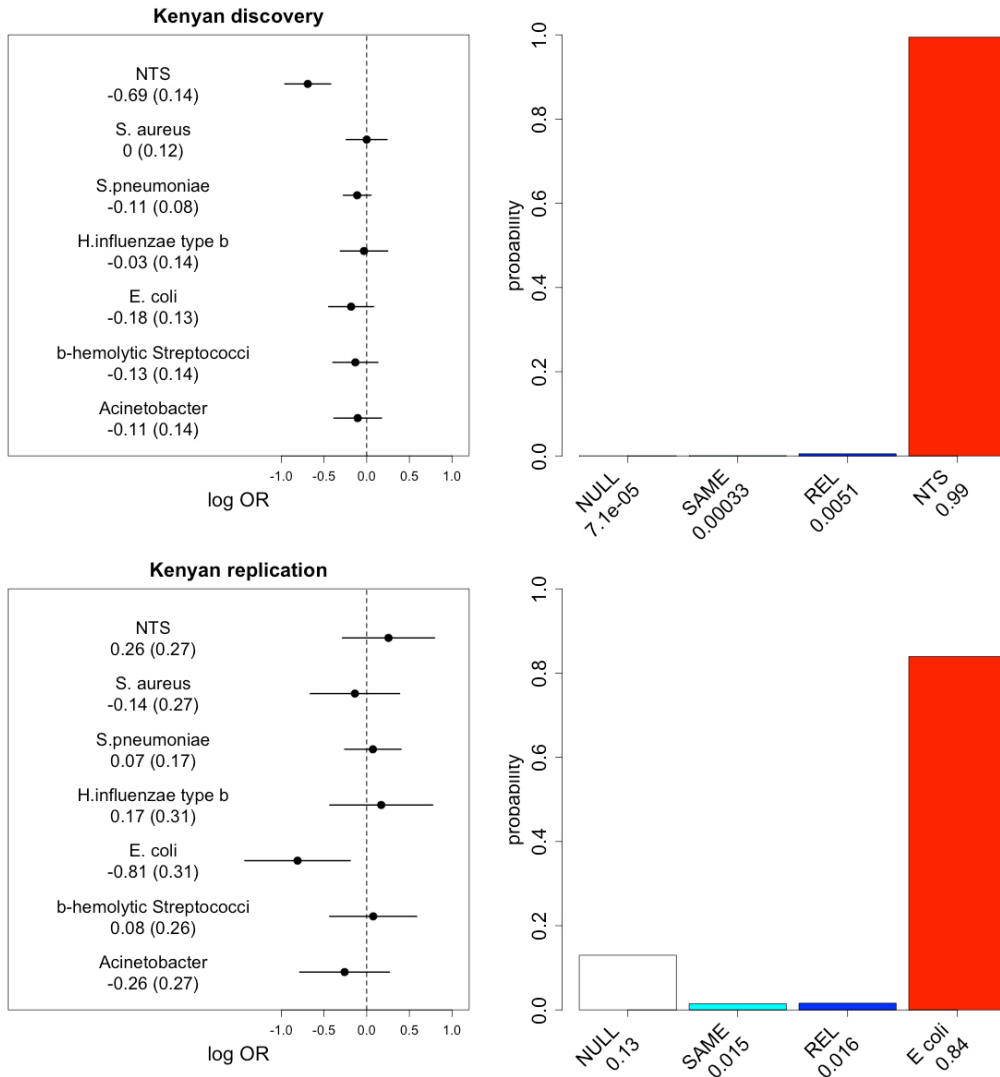 Kenyan discovery
NTS
-0.69 (0.14)
S. aureus
0 (0.12)
S.pneumoniae
-0.11 (0.08)
H.influenzae type b
-0.03 (0.14)
E. coli
-0.18 (0.13)
b-hemolytic Streptococci
-0.13 (0.14)
Acinetobacter
-0.11 (0.14)
-1.0 -0.5 0.0 0.5 1.0
log OR
probability
1.0
0.8
0.6
0.4
0.2
0.0
NULL
7.1e-05
SAME
0.00033
REL
0.0051
NTS
0.99
Kenyan replication
NTS
0.26 (0.27)
S. aureus
-0.14 (0.27)
S.pneumoniae
0.07 (0.17)
H.influenzae type b
0.17 (0.31)
E. coli
-0.81 (0.31)
b-hemolytic Streptococci
0.08 (0.26)
Acinetobacter
-0.26 (0.27)
-1.0 -0.5 0.0 0.5 1.0
log OR
probability
1.0
0.8
0.6
0.4
0.2
0.0
NULL
0.13
SAME
0.015
REL
0.016
E coli
0.84